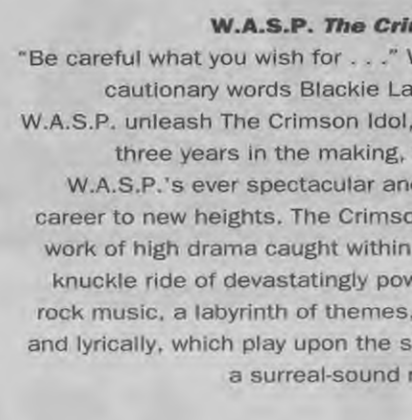 W.A.S.P. The Cri
"Be careful what you wish for . . ."
cautionary words Blackie La
W.A.S.P. unleash The Crimson Idol,
three years in the making,
W.A.S.P.'s ever spectacular an
career to new heights. The Crimso
work of high drama caught within
knuckle ride of devastatingly pow
rock music, a labyrinth of themes,
and lyrically, which play upon the s
a surreal-sound